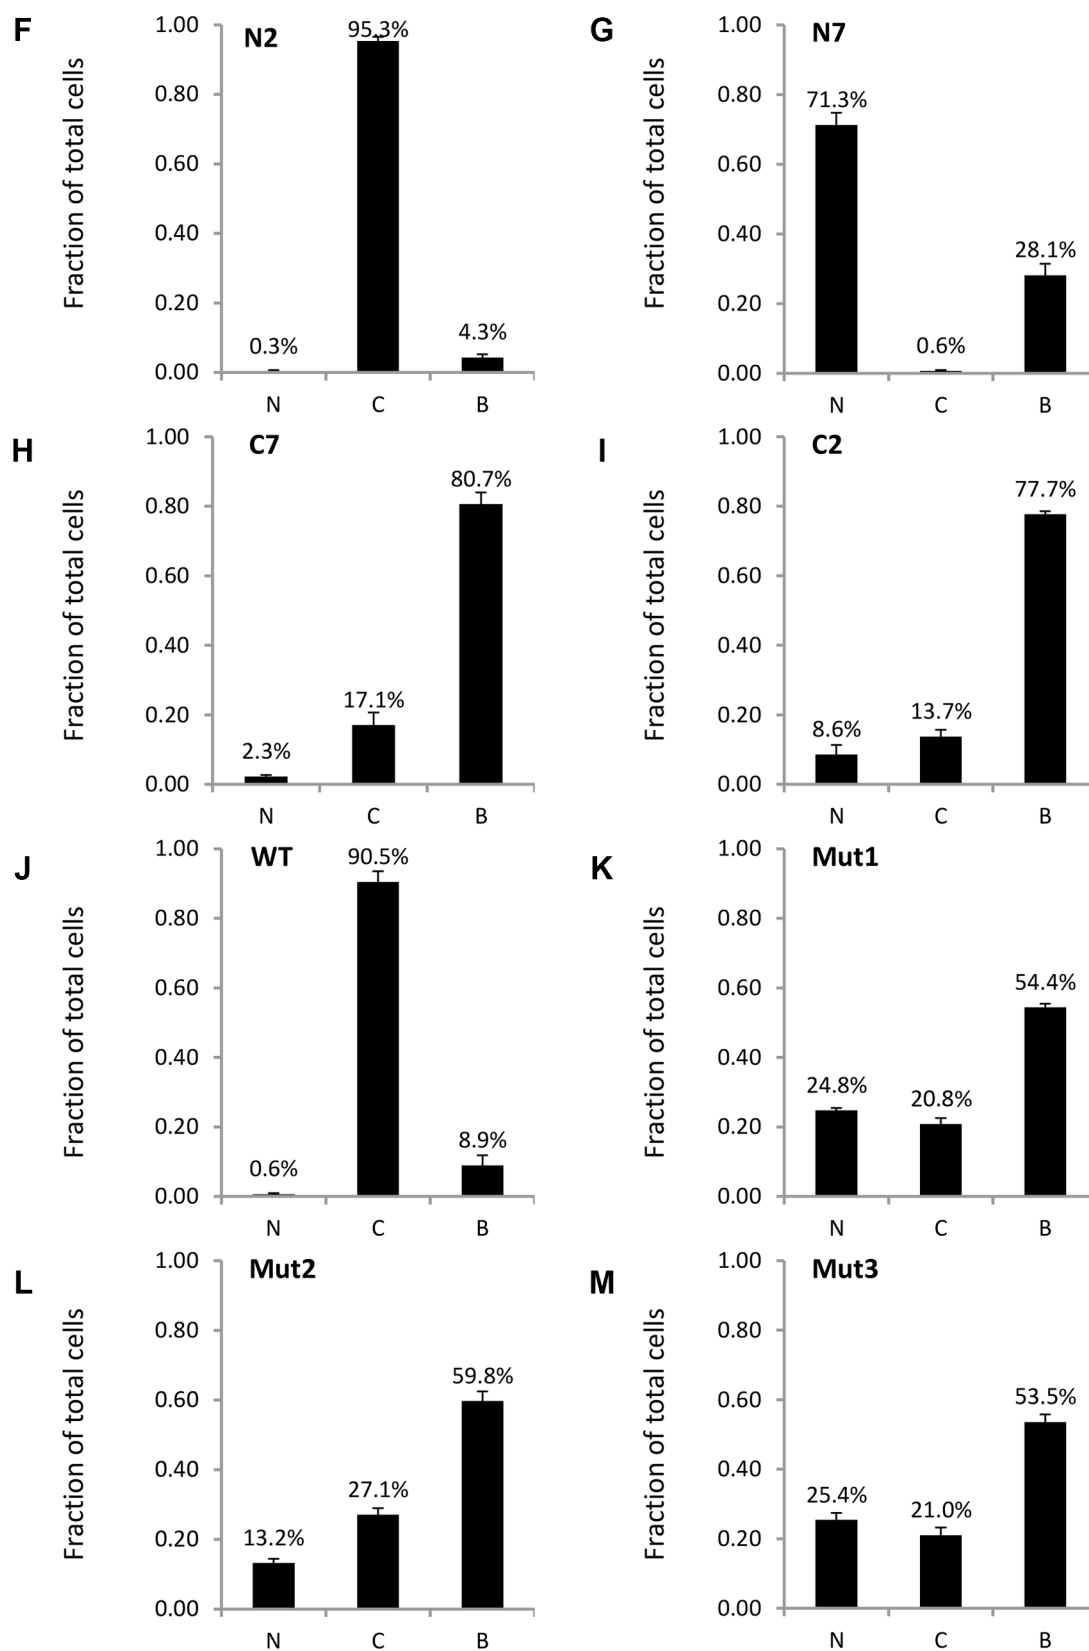 F
N2
Fraction of total cells
1.00
0.80
0.60
0.40
0.20
0.00
0.3%
95.3%
4.3%
N C B
G
N7
Fraction of total cells
1.00
0.80
0.60
0.40
0.20
0.00
71.3%
0.6%
28.1%
N C B
H
C7
Fraction of total cells
1.00
0.80
0.60
0.40
0.20
0.00
2.3%
17.1%
80.7%
N C B
I
C2
Fraction of total cells
1.00
0.80
0.60
0.40
0.20
0.00
8.6%
13.7%
77.7%
N C B
J
WT
Fraction of total cells
1.00
0.80
0.60
0.40
0.20
0.00
0.6%
90.5%
8.9%
N C B
K
Mut1
Fraction of total cells
1.00
0.80
0.60
0.40
0.20
0.00
24.8%
20.8%
54.4%
N C B
L
Mut2
Fraction of total cells
1.00
0.80
0.60
0.40
0.20
0.00
13.2%
27.1%
59.8%
N C B
M
Mut3
Fraction of total cells
1.00
0.80
0.60
0.40
0.20
0.00
25.4%
21.0%
53.5%
N C B